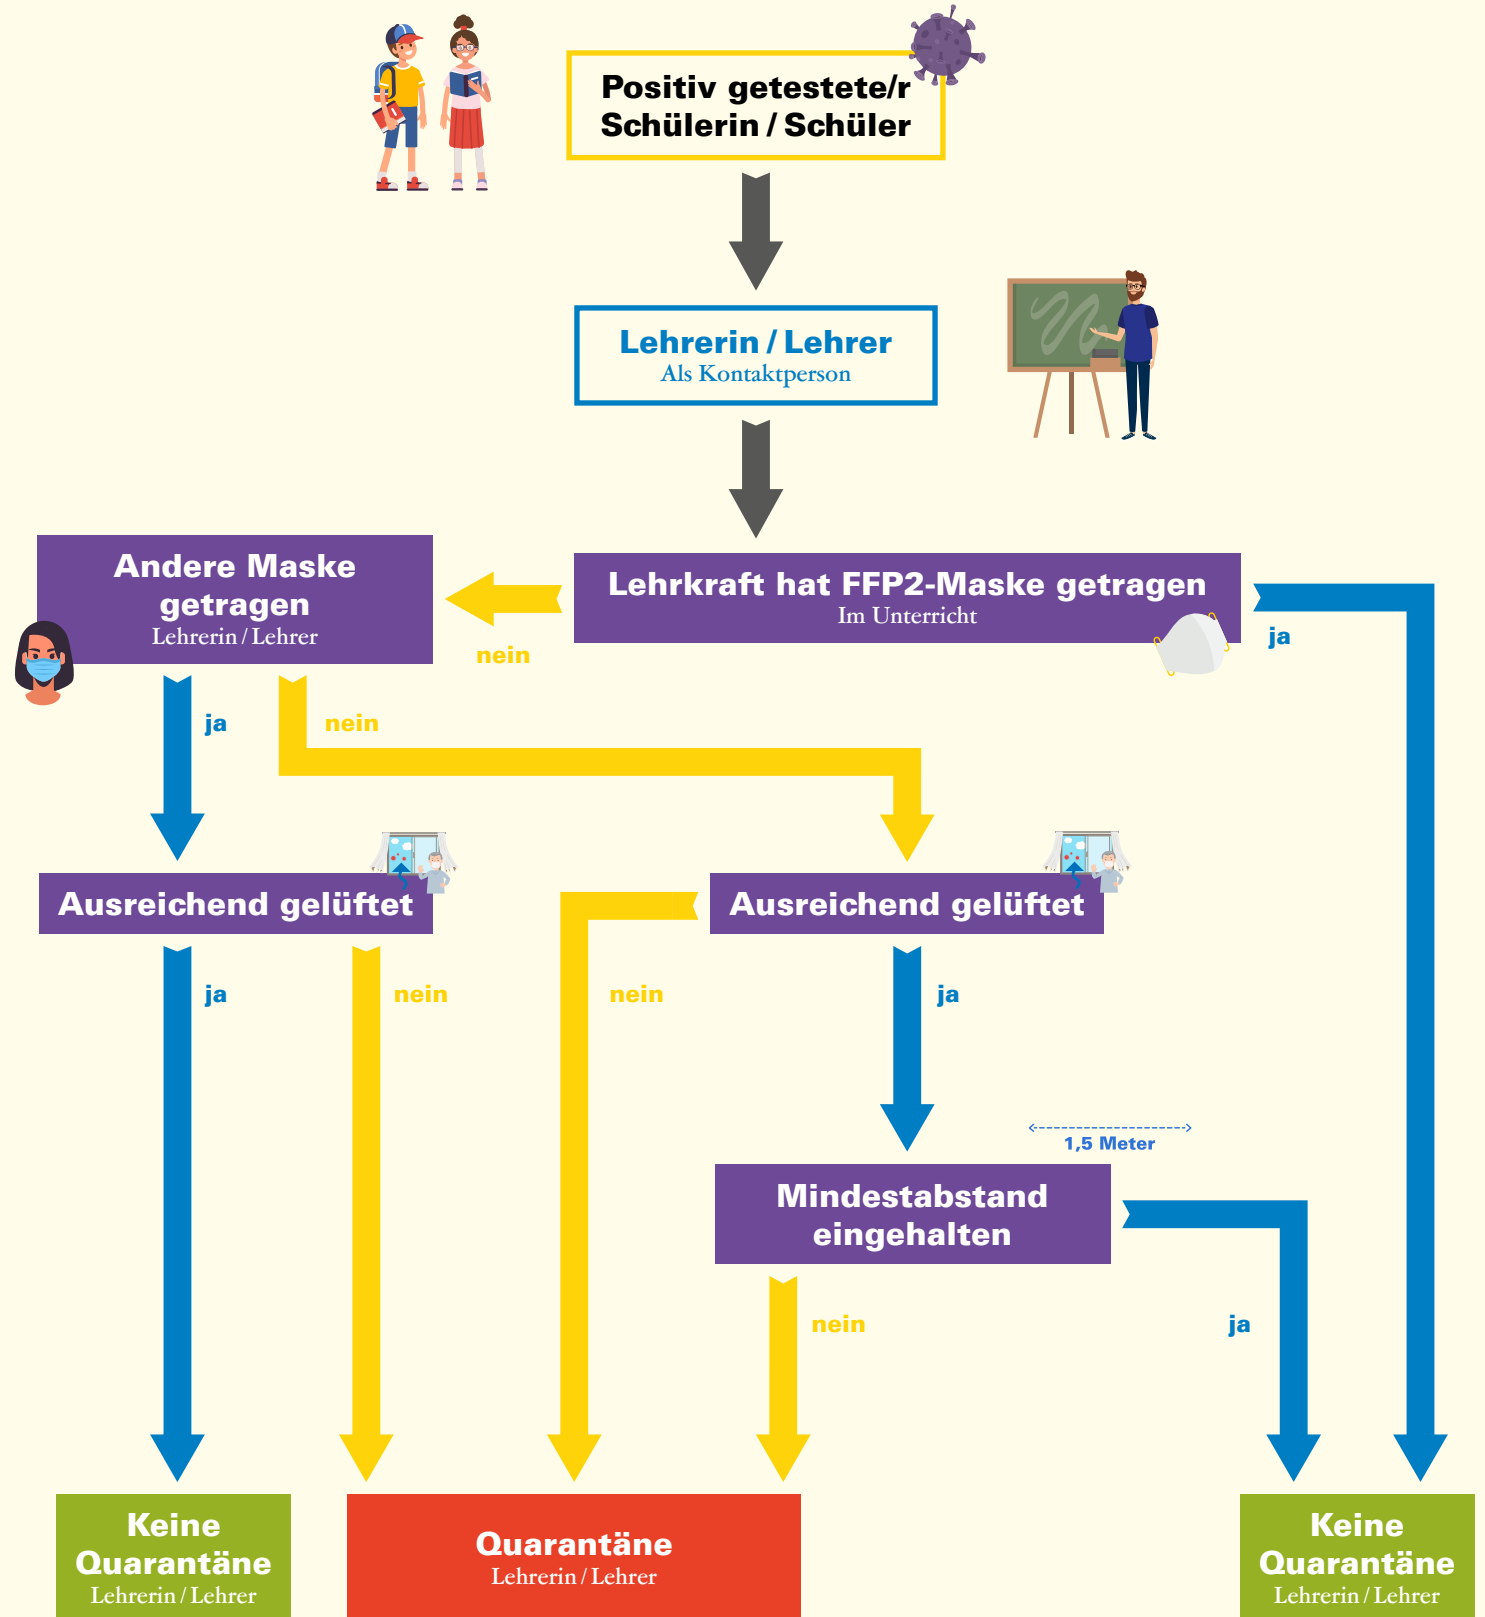 Positiv getestete/r
Schülerin / Schüler
Lehrerin / Lehrer
Als Kontaktperson
Andere Maske
getragen
Lehrerin / Lehrer
Lehrkraft hat FFP2-Maske getragen
Im Unterricht
nein
ja
ja
nein
Ausreichend gelüftet
Ausreichend gelüftet
ja
nein
nein
ja
1,5 Meter
Mindestabstand
eingehalten
nein
ja
Keine
Quarantäne
Lehrerin / Lehrer
Quarantäne
Lehrerin / Lehrer
Keine
Quarantäne
Lehrerin / Lehrer